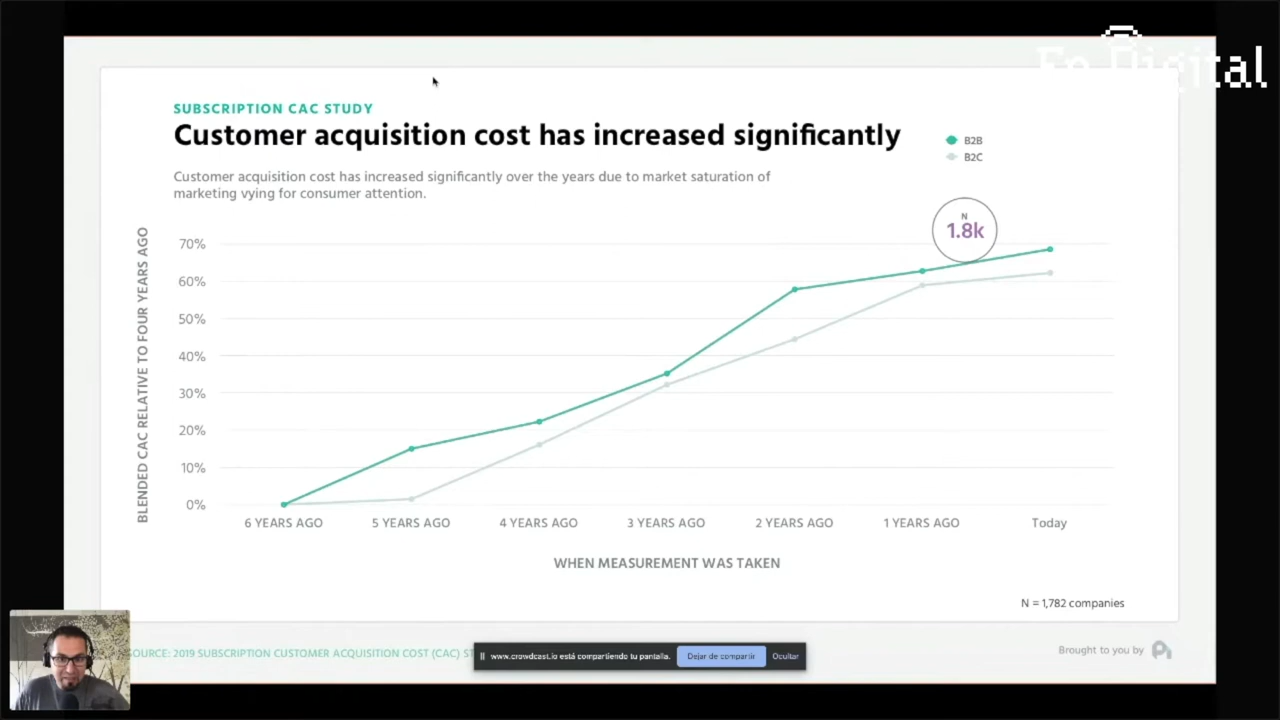 En Digital
SUBSCRIPTION CAC STUDY
Customer acquisition cost has increased significantly
B2B
B2C
Customer acquisition cost has increased significantly over the years due to market saturation of
marketing vying for consumer attention.
N
1.8k
BLENDED CAC RELATIVE TO FOUR YEARS AGO
70%
60%
50%
40%
30%
20%
10%
0%
6 YEARS AGO 5 YEARS AGO 4 YEARS AGO 3 YEARS AGO 2 YEARS AGO 1 YEARS AGO Today
WHEN MEASUREMENT WAS TAKEN
N = 1,782 companies
OURCE: 2019 SUBSCRIPTION CUSTOMER ACQUISITION COST (CAC) ST
www.crowdcast.io está compartiendo tu pantalla. Dejar de compartir Ocultar
Brought to you by